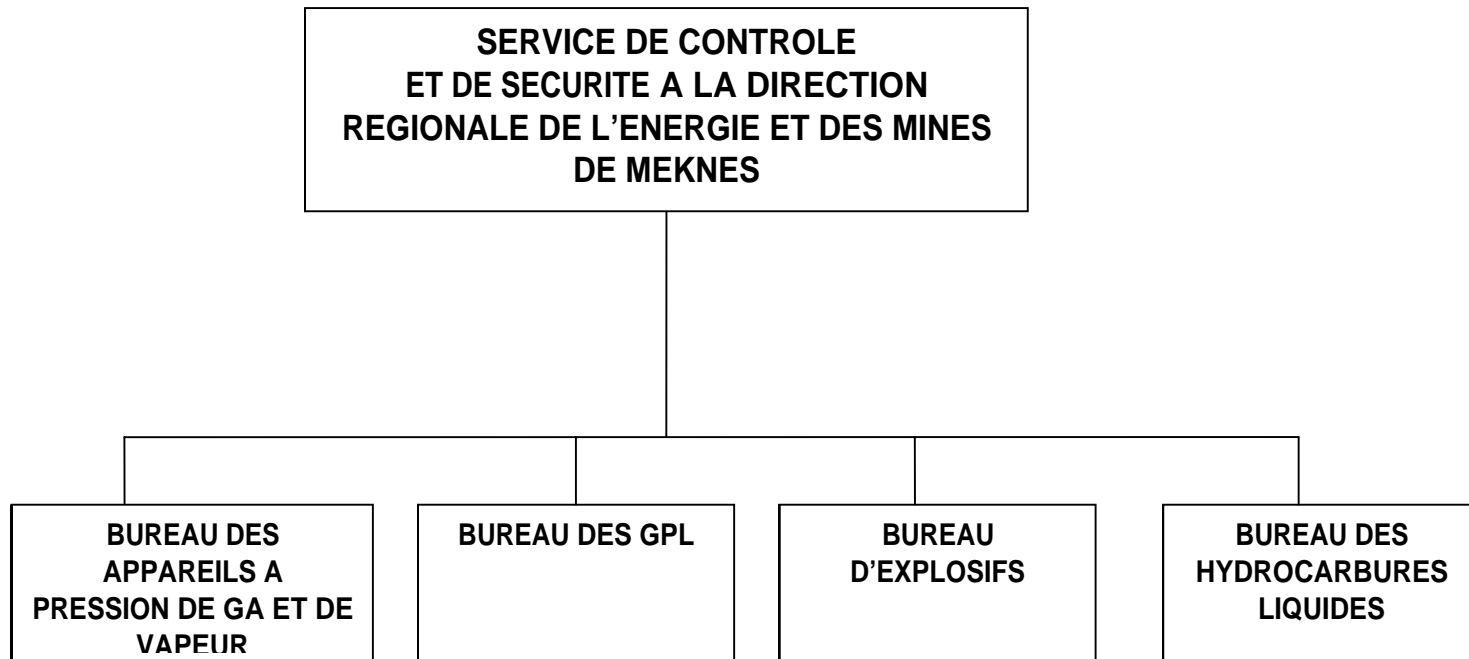 SERVICE DE CONTROLE
ET DE SECURITE A LA DIRECTION
REGIONALE DE L’ENERGIE ET DES MINES
DE MEKNES
BUREAU DES
APPAREILS A
PRESSION DE GA ET DE
VAPEUR
BUREAU DES GPL
BUREAU
D’EXPLOSIFS
BUREAU DES
HYDROCARBURES
LIQUIDES